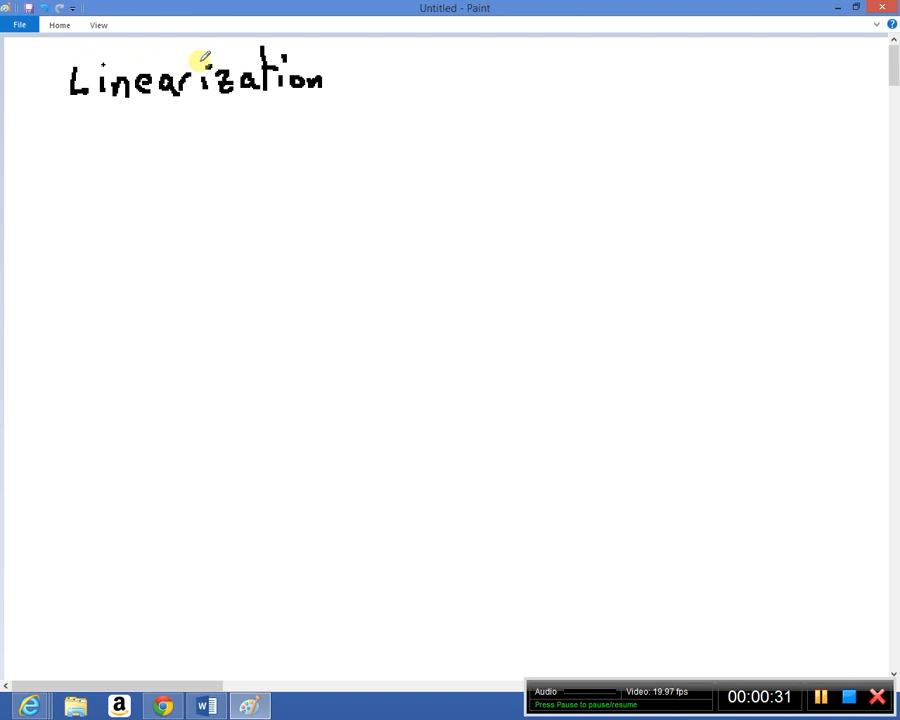 Untitled - Paint
File Home View
Linearization
Audio Video: 19.97 fps
Press Pause to pause/resume
00:00:31